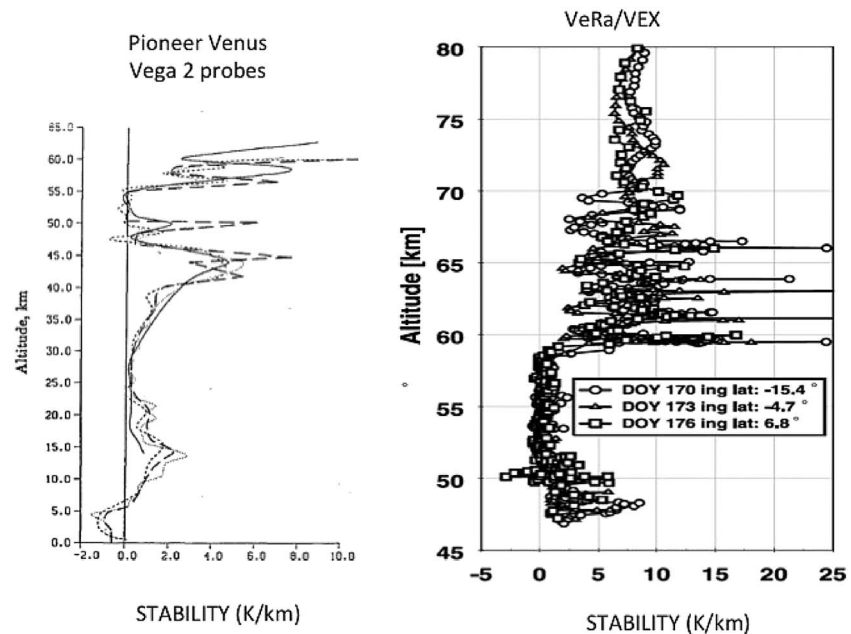 Pioneer Venus
Vega 2 probes
Altitude, km
65.0
60.0
55.0
50.0
45.0
40.0
35.0
30.0
25.0
20.0
15.0
10.0
5.0
0.0
-2.0 0.0 2.0 4.0 6.0 8.0 10.0
STABILITY (K/km)
VeRa/VEX
Altitude [km]
80
75
70
65
60
55
50
45
DOY 170 ing lat: -15.4 °
DOY 173 ing lat: -4.7 °
DOY 176 ing lat: 6.8 °
-5 0 5 10 15 20 25
STABILITY (K/km)